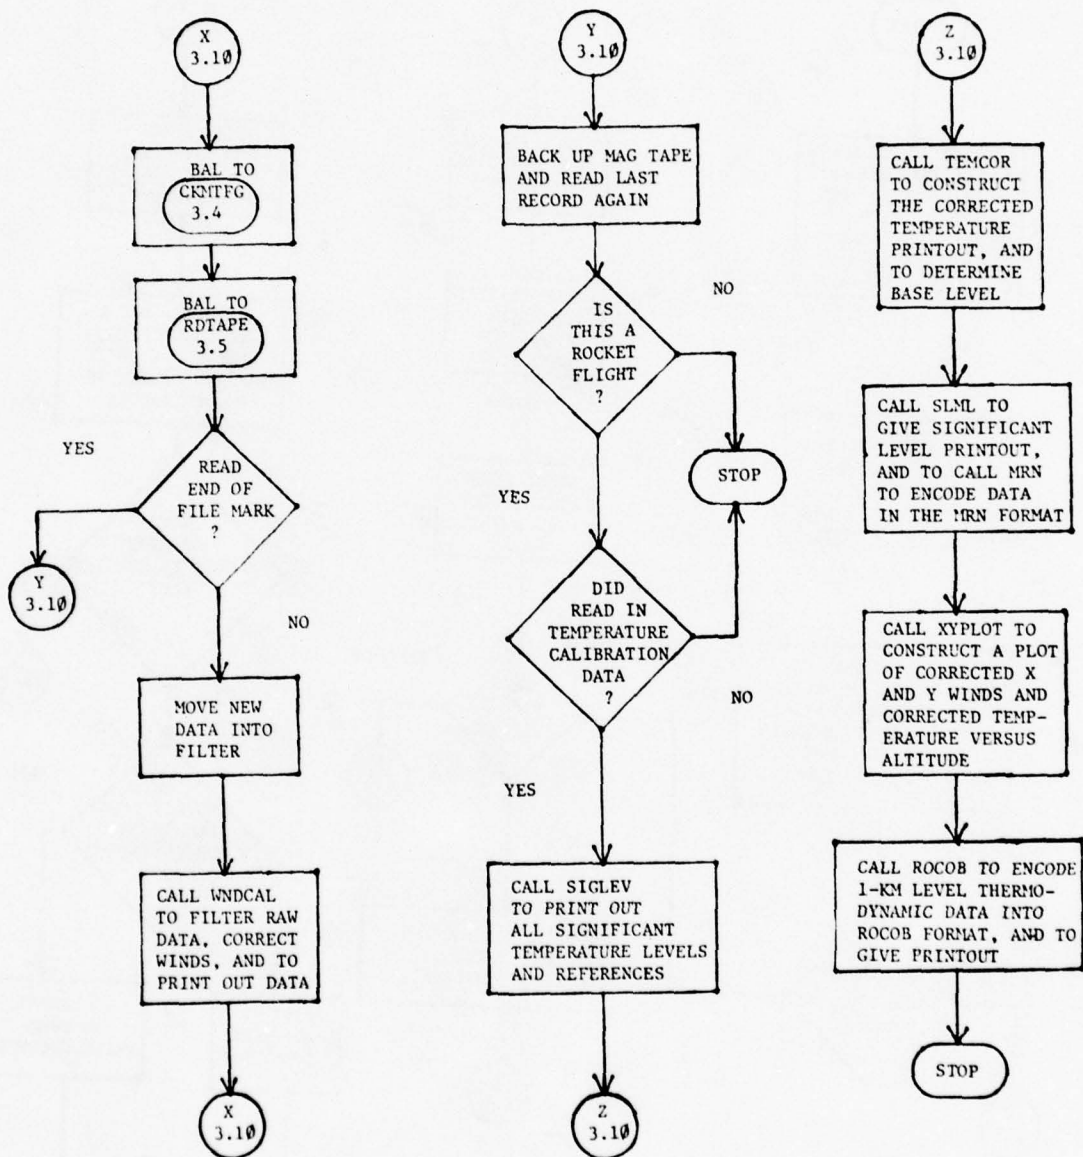 X
3.10
BAL TO
CKMTFG
3.4
BAL TO
RDTAPE
3.5
YES
READ
END OF
FILE MARK
?
Y
3.10
NO
MOVE NEW
DATA INTO
FILTER
CALL WNDCAL
TO FILTER RAW
DATA, CORRECT
WINDS, AND TO
PRINT OUT DATA
X
3.10
Y
3.10
BACK UP MAG TAPE
AND READ LAST
RECORD AGAIN
NO
IS
THIS A
ROCKET
FLIGHT
?
STOP
YES
DID
READ IN
TEMPERATURE
CALIBRATION
DATA
?
NO
YES
CALL SIGLEV
TO PRINT OUT
ALL SIGNIFICANT
TEMPERATURE LEVELS
AND REFERENCES
Z
3.10
Z
3.10
CALL TEMCOR
TO CONSTRUCT
THE CORRECTED
TEMPERATURE
PRINTOUT, AND
TO DETERMINE
BASE LEVEL
CALL SLML TO
GIVE SIGNIFICANT
LEVEL PRINTOUT,
AND TO CALL MRN
TO ENCODE DATA
IN THE MRN FORMAT
CALL XYPLOT TO
CONSTRUCT A PLOT
OF CORRECTED X
AND Y WINDS AND
CORRECTED TEMP-
ERATURE VERSUS
ALTITUDE
CALL ROCOB TO ENCODE
1-KM LEVEL THERMO-
DYNAMIC DATA INTO
ROCOB FORMAT, AND TO
GIVE PRINTOUT
STOP